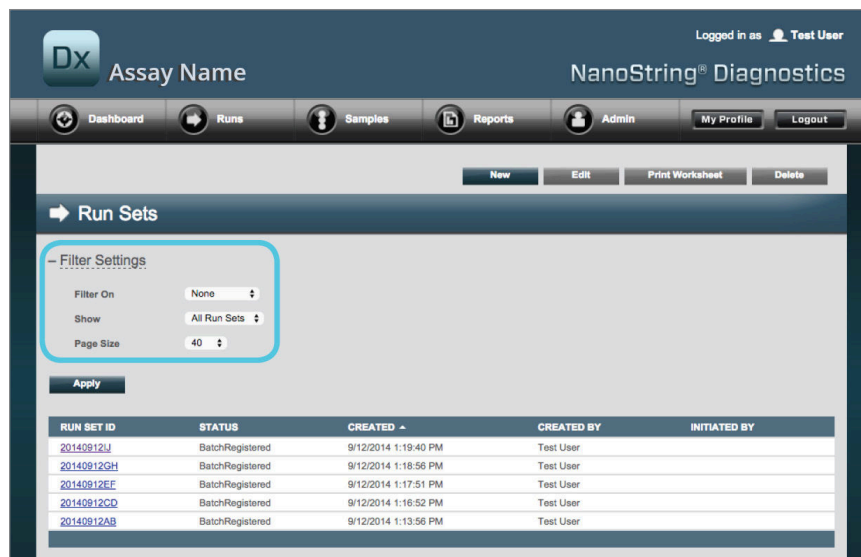 Logged in as Test User
Dx Assay Name
NanoString® Diagnostics
Dashboard Runs Samples Reports Admin My Profile Logout
New Edit Print Worksheet Delete
Run Sets
– Filter Settings
Filter On None
Show All Run Sets
Page Size 40
Apply
RUN SET ID STATUS CREATED CREATED BY INITIATED BY
20140912IJ BatchRegistered 9/12/2014 1:19:40 PM Test User
20140912GH BatchRegistered 9/12/2014 1:18:56 PM Test User
20140912EF BatchRegistered 9/12/2014 1:17:51 PM Test User
20140912CD BatchRegistered 9/12/2014 1:16:52 PM Test User
20140912AB BatchRegistered 9/12/2014 1:13:56 PM Test User